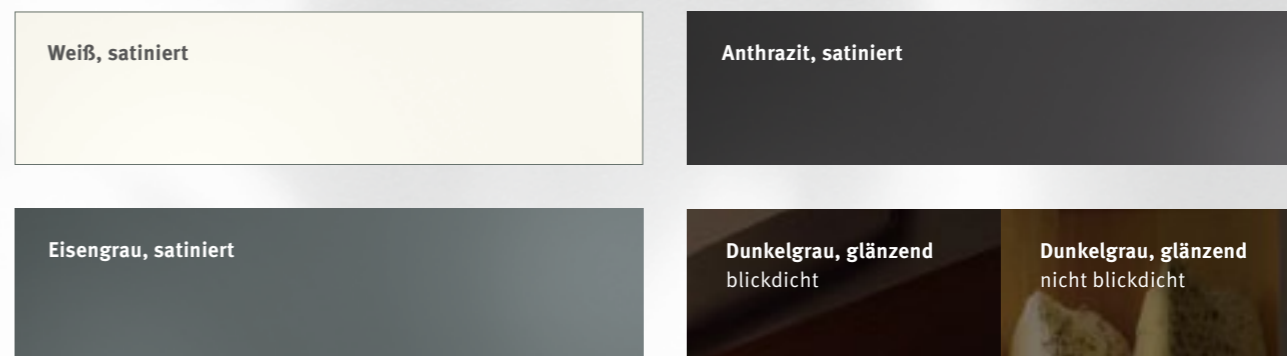 Weiß, satiniert
Anthrazit, satiniert
Eisengrau, satiniert
Dunkelgrau, glänzend
blickdicht
Dunkelgrau, glänzend
nicht blickdicht